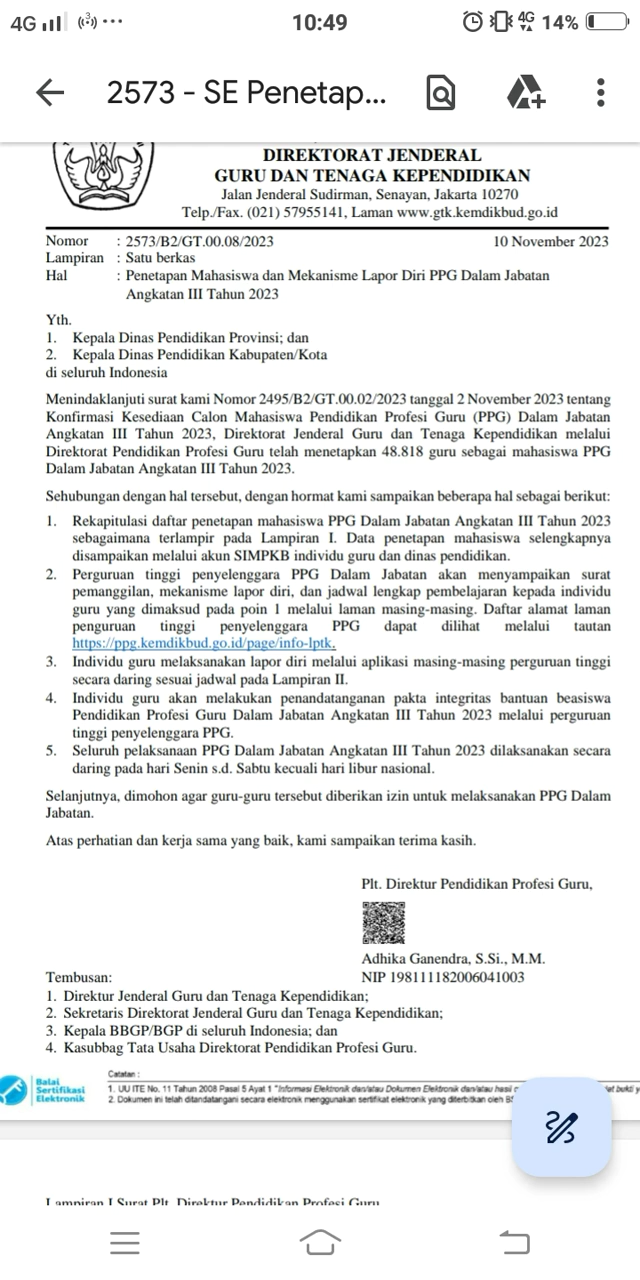 4G 10:49 4G 14%
2573 - SE Penetap...
DIREKTORAT JENDERAL
GURU DAN TENAGA KEPENDIDIKAN
Jalan Jenderal Sudirman, Senayan, Jakarta 10270
Telp./Fax. (021) 57955141, Laman www.gtk.kemdikbud.go.id
Nomor : 2573/B2/GT.00.08/2023 10 November 2023
Lampiran : Satu berkas
Hal : Penetapan Mahasiswa dan Mekanisme Lapor Diri PPG Dalam Jabatan
Angkatan III Tahun 2023
Yth.
1. Kepala Dinas Pendidikan Provinsi; dan
2. Kepala Dinas Pendidikan Kabupaten/Kota
di seluruh Indonesia
Menindaklanjuti surat kami Nomor 2495/B2/GT.00.02/2023 tanggal 2 November 2023 tentang
Konfirmasi Kesediaan Calon Mahasiswa Pendidikan Profesi Guru (PPG) Dalam Jabatan
Angkatan III Tahun 2023, Direktorat Jenderal Guru dan Tenaga Kependidikan melalui
Direktorat Pendidikan Profesi Guru telah menetapkan 48.818 guru sebagai mahasiswa PPG
Dalam Jabatan Angkatan III Tahun 2023.
Sehubungan dengan hal tersebut, dengan hormat kami sampaikan beberapa hal sebagai berikut:
1. Rekapitulasi daftar penetapan mahasiswa PPG Dalam Jabatan Angkatan III Tahun 2023
sebagaimana terlampir pada Lampiran I. Data penetapan mahasiswa selengkapnya
disampaikan melalui akun SIMPKB individu guru dan dinas pendidikan.
2. Perguruan tinggi penyelenggara PPG Dalam Jabatan akan menyampaikan surat
pemanggilan, mekanisme lapor diri, dan jadwal lengkap pembelajaran kepada individu
guru yang dimaksud pada poin 1 melalui laman masing-masing. Daftar alamat laman
penguruan tinggi penyelenggara PPG dapat dilihat melalui tautan
https://ppg.kemdikbud.go.id/page/info-lptk.
3. Individu guru melaksanakan lapor diri melalui aplikasi masing-masing perguruan tinggi
secara daring sesuai jadwal pada Lampiran II.
4. Individu guru akan melakukan penandatanganan pakta integritas bantuan beasiswa
Pendidikan Profesi Guru Dalam Jabatan Angkatan III Tahun 2023 melalui perguruan
tinggi penyelenggara PPG.
5. Seluruh pelaksanaan PPG Dalam Jabatan Angkatan III Tahun 2023 dilaksanakan secara
daring pada hari Senin s.d. Sabtu kecuali hari libur nasional.
Selanjutnya, dimohon agar guru-guru tersebut diberikan izin untuk melaksanakan PPG Dalam
Jabatan.
Atas perhatian dan kerja sama yang baik, kami sampaikan terima kasih.
Plt. Direktur Pendidikan Profesi Guru,
Adhika Ganendra, S.Si., M.M.
NIP 198111182006041003
Tembusan:
1. Direktur Jenderal Guru dan Tenaga Kependidikan;
2. Sekretaris Direktorat Jenderal Guru dan Tenaga Kependidikan;
3. Kepala BBGP/BGP di seluruh Indonesia; dan
4. Kasubbag Tata Usaha Direktorat Pendidikan Profesi Guru.
Balai
Sertifikasi
Elektronik
Catatan :
1. UU ITE No. 11 Tahun 2008 Pasal 5 Ayat 1 "Informasi Elektronik dan/atau Dokumen Elektronik dan/atau hasil bukti
2. Dokumen ini telah ditandatangani secara elektronik menggunakan sertifikat elektronik yang diterbitkan oleh
Lampiran I Surat Plt. Direktur Pendidikan Profesi Guru